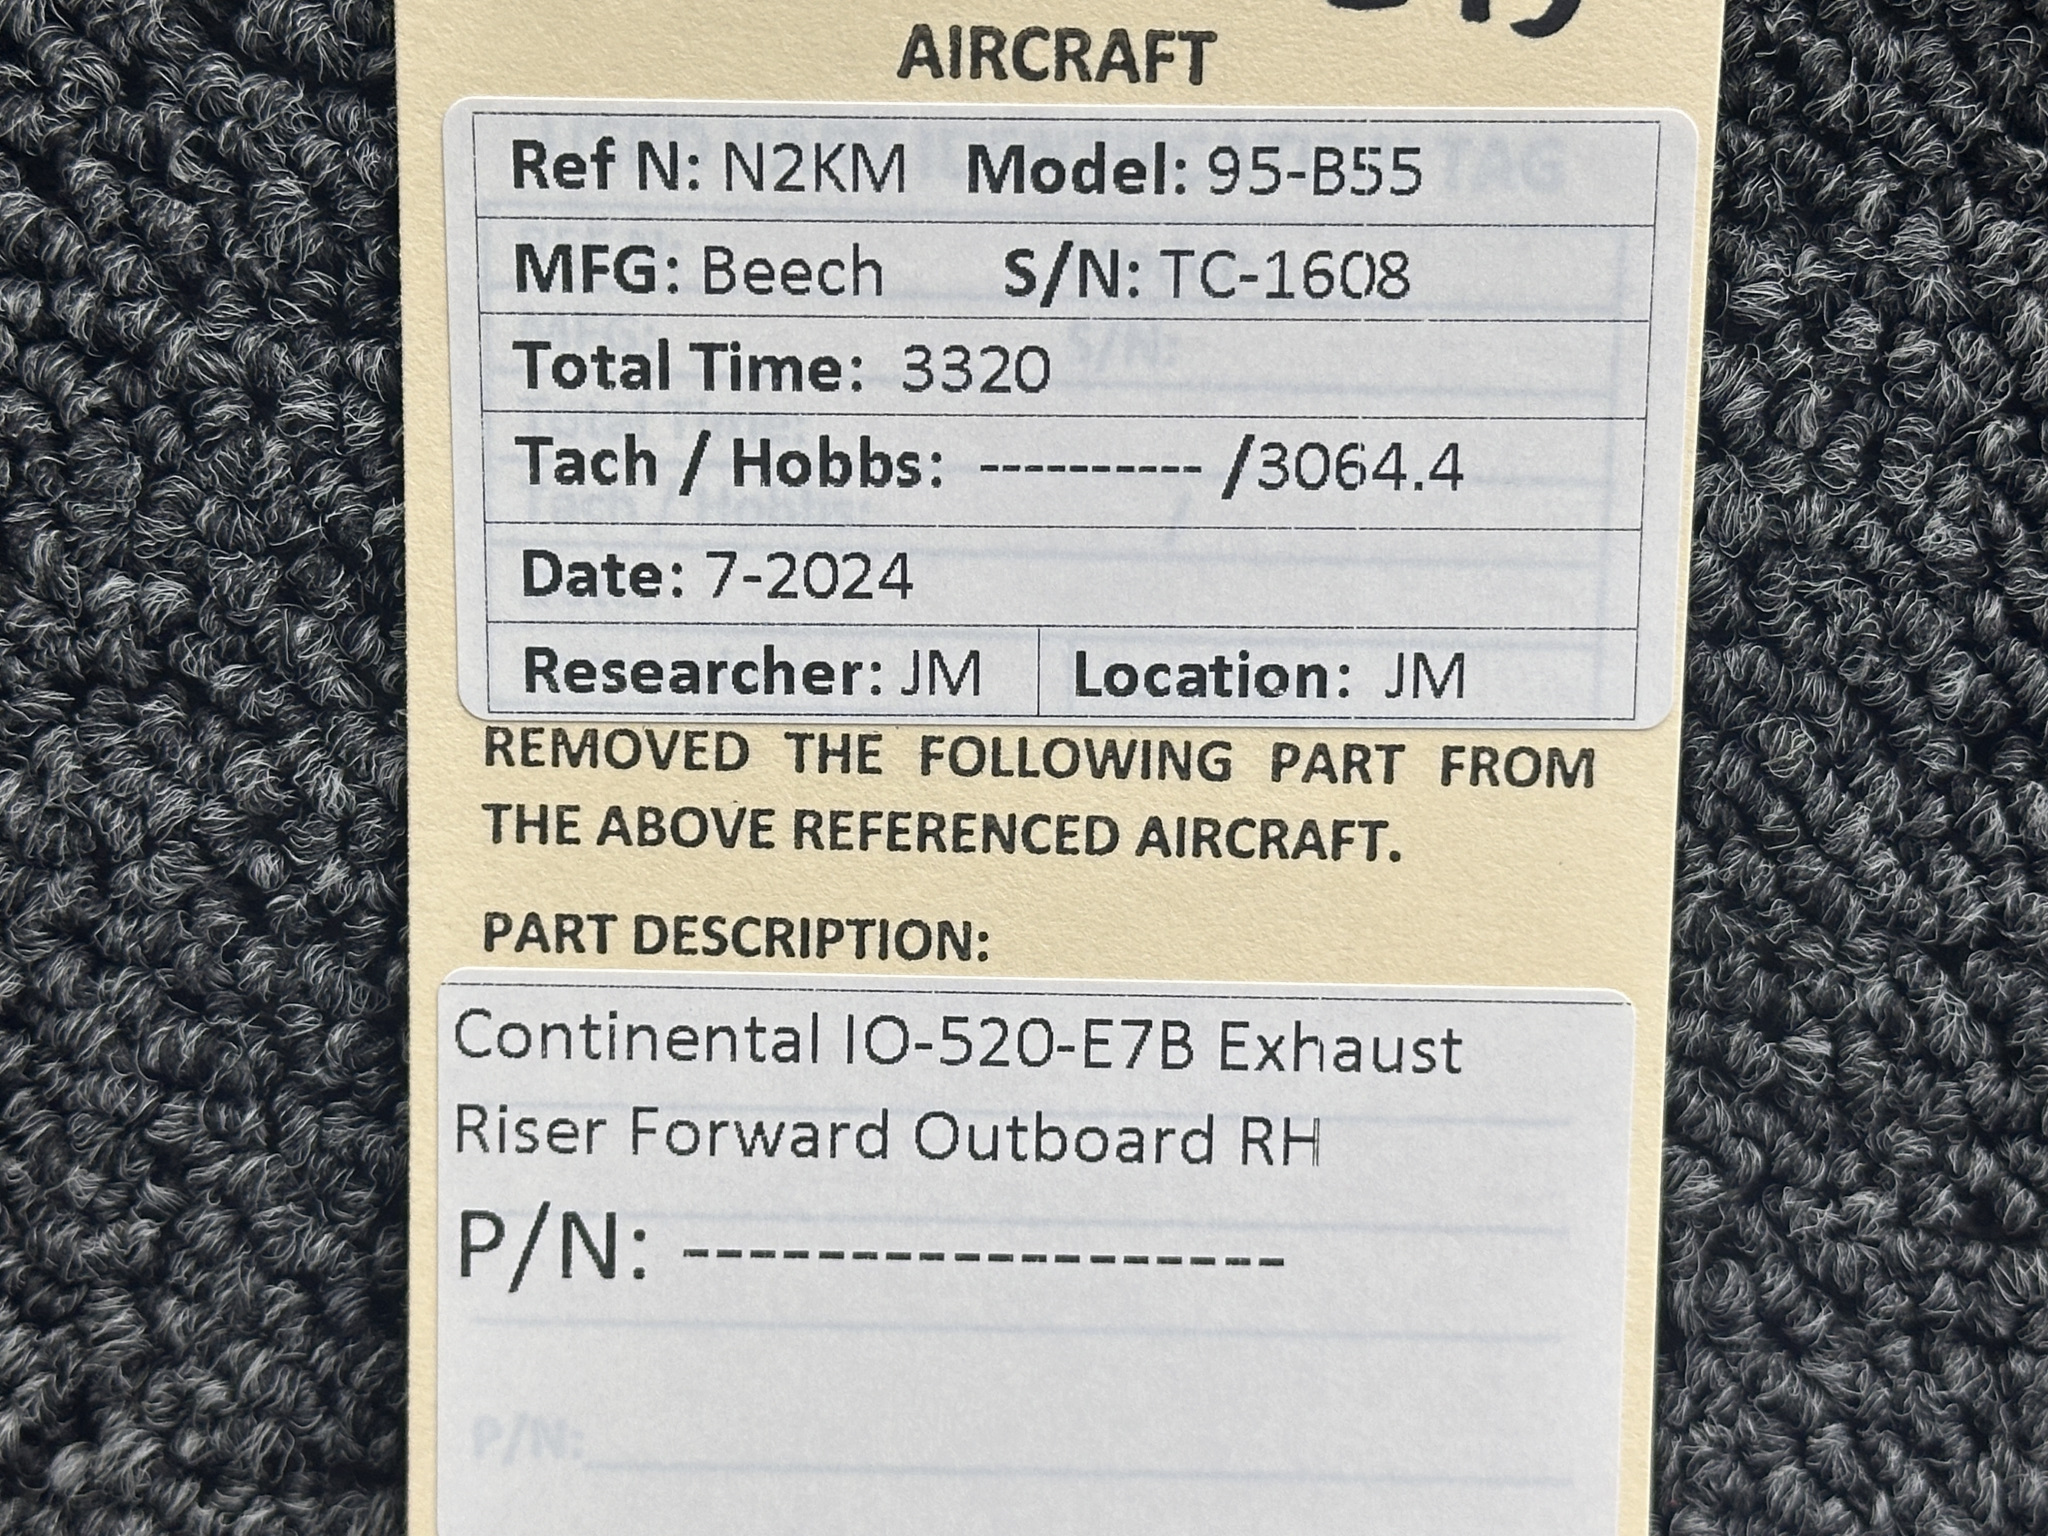 AIRCRAFT
Ref N: N2KM Model: 95-B55
MFG: Beech S/N: TC-1608
Total Time: 3320
Tach / Hobbs: ---------- /3064.4
Date: 7-2024
Researcher: JM Location: JM
REMOVED THE FOLLOWING PART FROM
THE ABOVE REFERENCED AIRCRAFT.
PART DESCRIPTION:
Continental IO-520-E7B Exhaust
Riser Forward Outboard RH
P/N: ------------------
P/N: